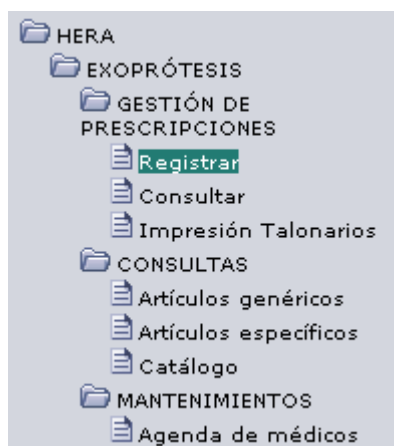 HERA
EXOPRÓTESIS
GESTIÓN DE
PRESCRIPCIONES
Registrar
Consultar
Impresión Talonarios
CONSULTAS
Artículos genéricos
Artículos específicos
Catálogo
MANTENIMIENTOS
Agenda de médicos